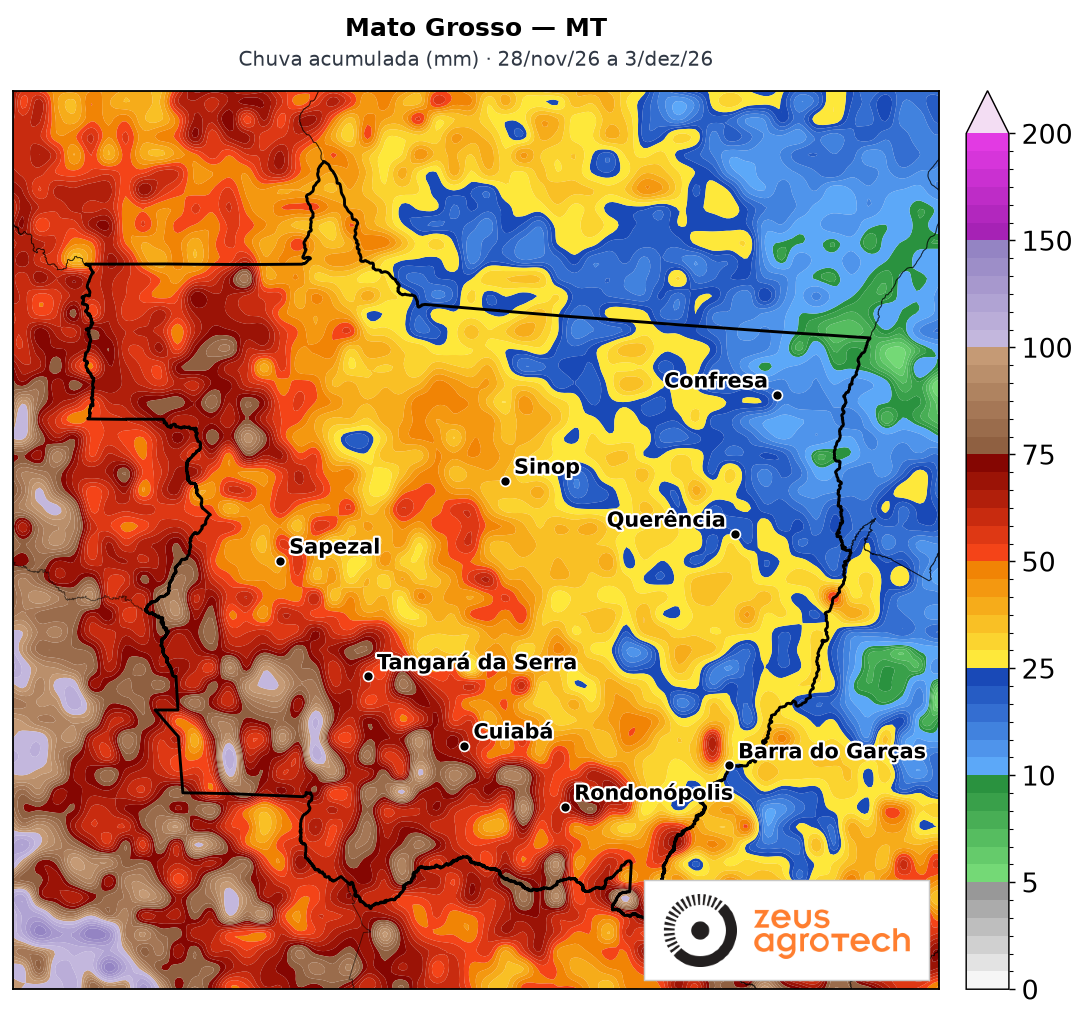 Mato Grosso — MT
Chuva acumulada (mm) · 28/nov/26 a 3/dez/26
200
150
100
75
50
25
10
5
0
Confresa
Sinop
Querência
Sapezal
Tangará da Serra
Cuiabá
Barra do Garças
Rondonópolis
zeus
agrotech